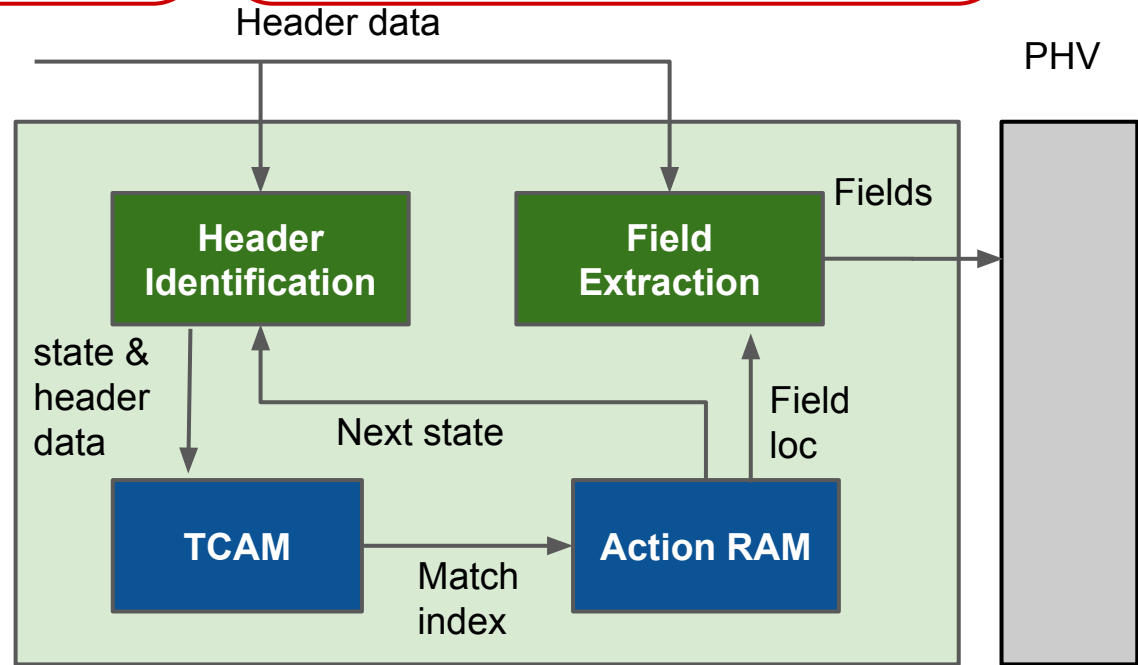 Header data
PHV
Header
Identification
Field
Extraction
Fields
state &
header
data
Next state
Field
loc
TCAM
Action RAM
Match
index